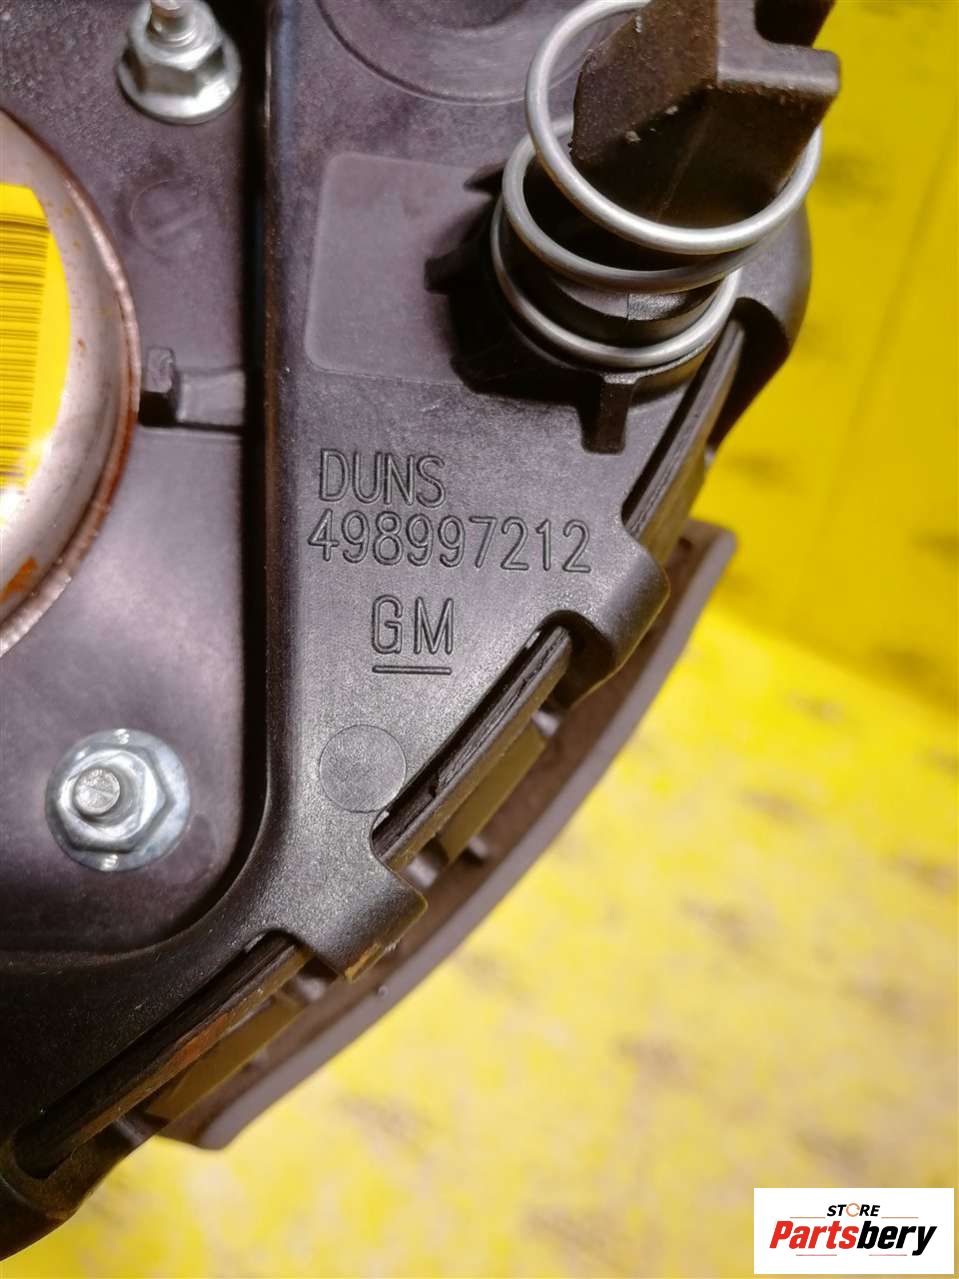 DUNS
498997212
GM
STORE
Partsbery